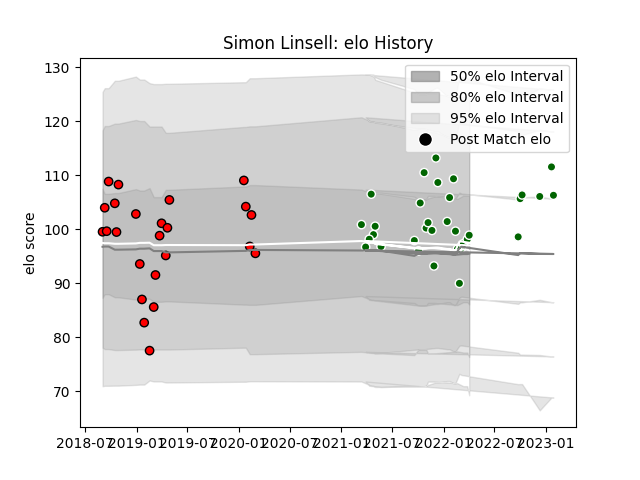 Simon Linsell: elo History
50% elo Interval
80% elo Interval
95% elo Interval
Post Match elo
elo score
130
120
110
100
90
80
70
2018-07 2019-01 2019-07 2020-01 2020-07 2021-01 2021-07 2022-01 2022-07 2023-01